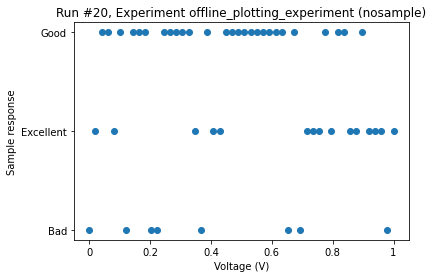 Run #20, Experiment offline_plotting_experiment (nosample)
Good
Excellent
Bad
Sample response
0 0.2 0.4 0.6 0.8 1
Voltage (V)